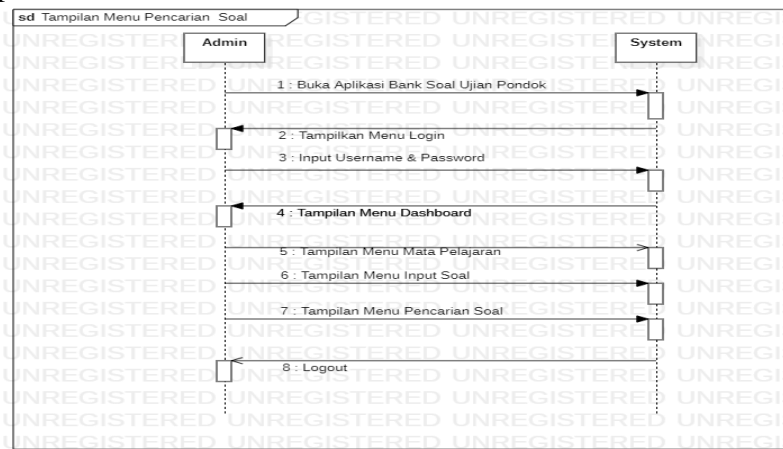 sd Tampilan Menu Pencarian Soal
Admin
System
1 : Buka Aplikasi Bank Soal Ujian Pondok
2 : Tampilkan Menu Login
3 : Input Username & Password
4 : Tampilan Menu Dashboard
5 : Tampilan Menu Mata Pelajaran
6 : Tampilan Menu Input Soal
7 : Tampilan Menu Pencarian Soal
8 : Logout
UNREGISTERED